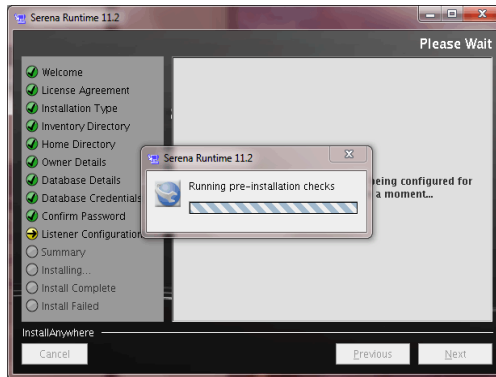 Serena Runtime 11.2
Please Wait
Welcome
License Agreement
Installation Type
Inventory Directory
Home Directory
Owner Details
Database Details
Database Credentials
Confirm Password
Listener Configuration
Summary
Installing...
Install Complete
Install Failed
Serena Runtime 11.2
Running pre-installation checks
being configured for
a moment...
InstallAnywhere
Cancel
Previous
Next